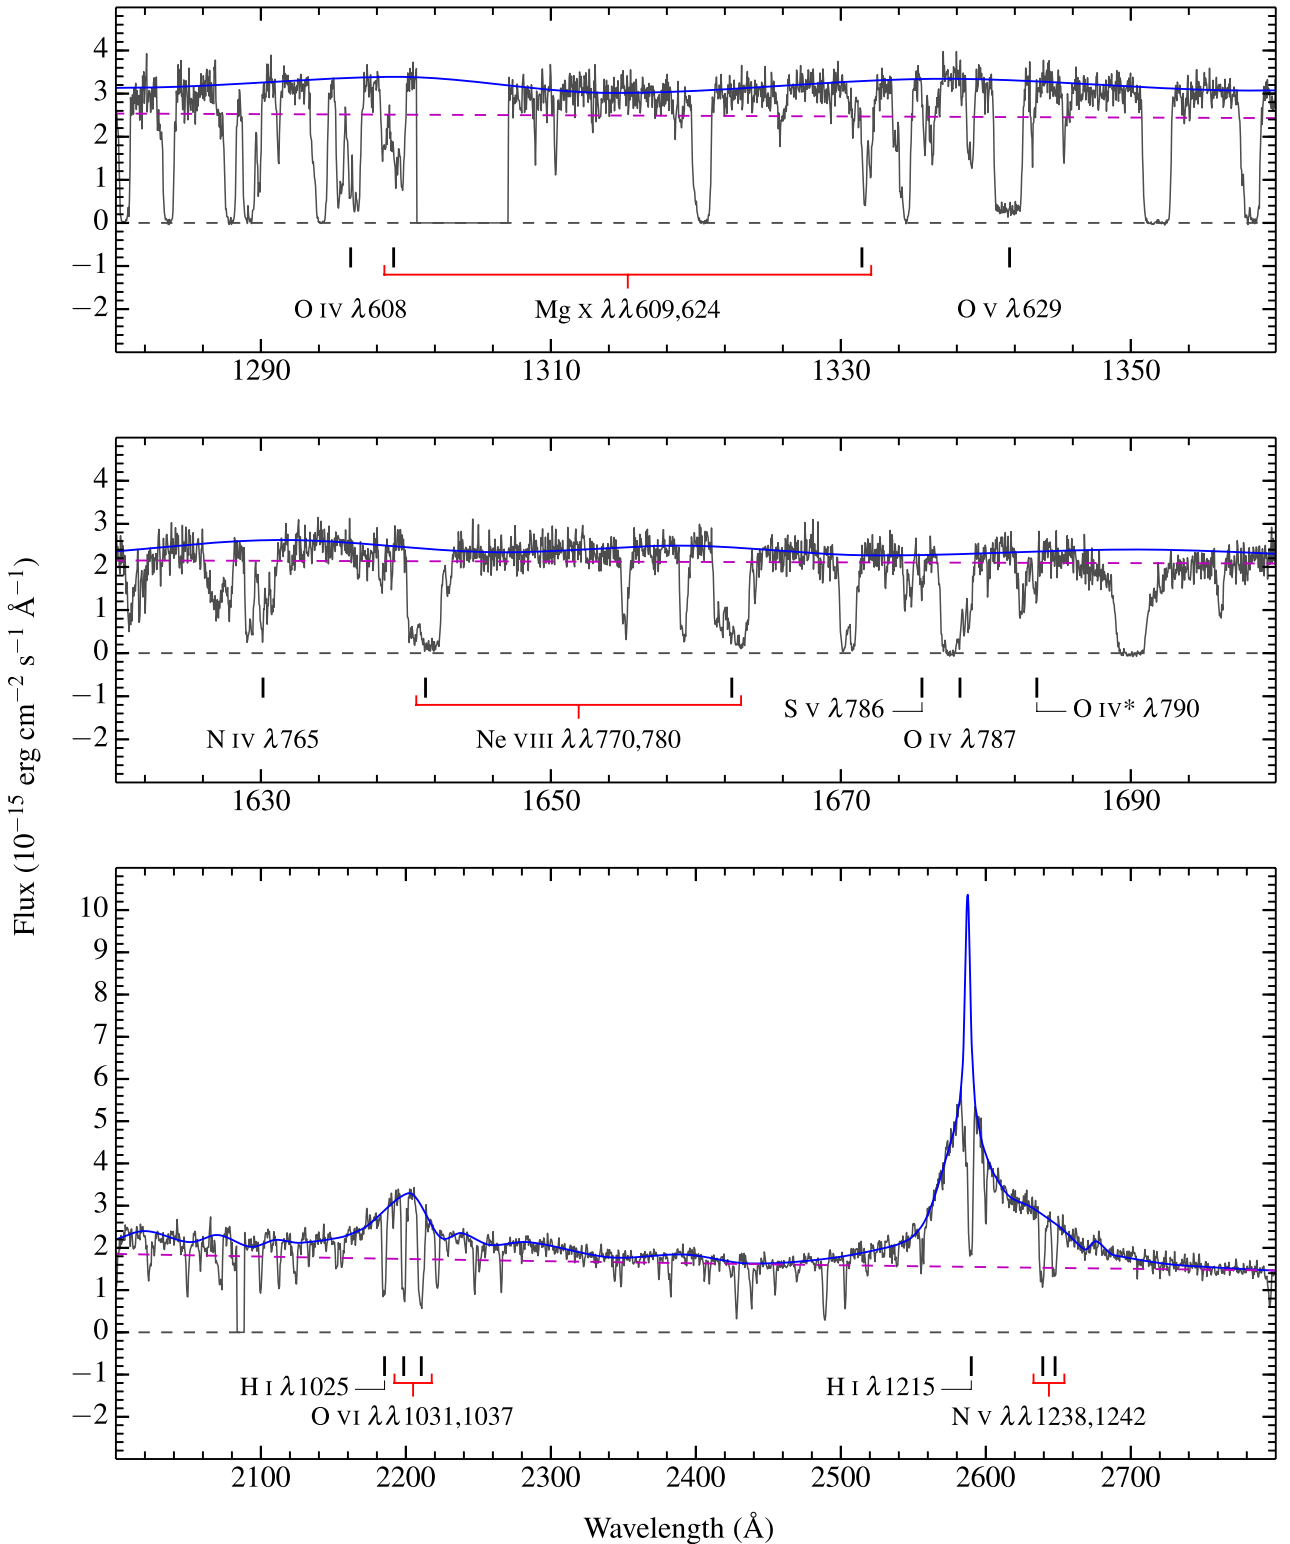 4
3
2
1
0
−1
−2
O IV λ608
Mg X λλ609,624
O V λ629
1290 1310 1330 1350
4
3
2
1
0
−1
−2
S V λ786
O IV* λ790
N IV λ765
Ne VIII λλ770,780
O IV λ787
1630 1650 1670 1690
Flux (10⁻¹⁵ erg cm⁻² s⁻¹ Å⁻¹)
10
9
8
7
6
5
4
3
2
1
0
−1
−2
H I λ1025
H I λ1215
O VI λλ1031,1037
N V λλ1238,1242
2100 2200 2300 2400 2500 2600 2700
Wavelength (Å)